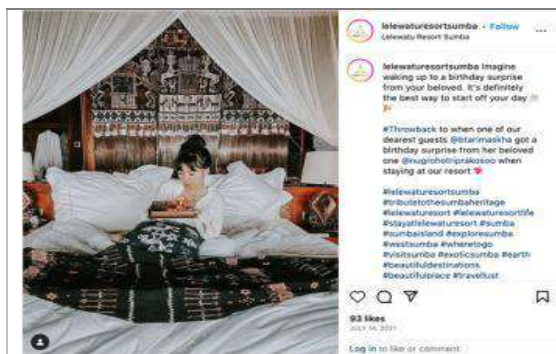 lelewaturesortsumba • Follow
Lelewatu Resort Sumba
lelewaturesortsumba Imagine
waking up to a birthday surprise
from your beloved. It's definitely
the best way to start off your day
#Throwback to when one of our
dearest guests @btarimaskha got a
birthday surprise from her beloved
one @nugrohotriprakosoo when
staying at our resort 💖
#lelewaturesortsumba
#tributetothesumbaheritage
#lelewaturesort #lelewaturesortlife
#stayatlelewaturesort #sumba
#sumbaisland #exploresumba
#westsumba #wheretogo
#visitsumba #exoticsumba #earth
#beautifuldestinations
#beautifulplace #travellust
93 likes
JULY 14, 2021
Log in to like or comment.